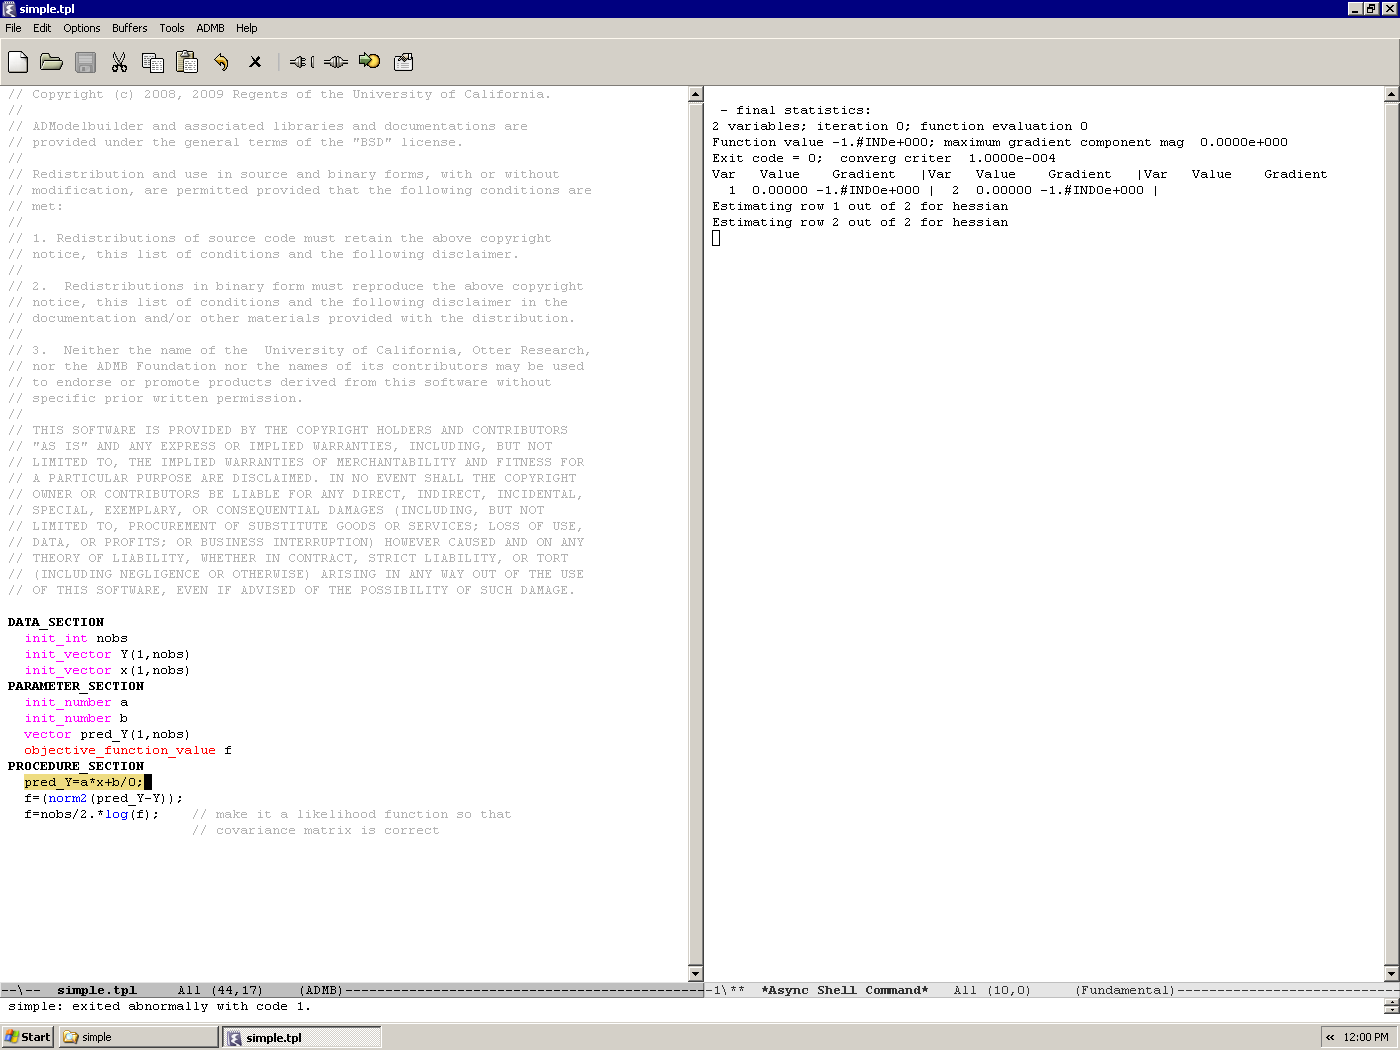 simple.tpl
File Edit Options Buffers Tools ADMB Help
// Copyright (c) 2008, 2009 Regents of the University of California.
//
// ADModelbuilder and associated libraries and documentations are
// provided under the general terms of the "BSD" license.
//
// Redistribution and use in source and binary forms, with or without
// modification, are permitted provided that the following conditions are
// met:
//
// 1. Redistributions of source code must retain the above copyright
// notice, this list of conditions and the following disclaimer.
//
// 2.  Redistributions in binary form must reproduce the above copyright
// notice, this list of conditions and the following disclaimer in the
// documentation and/or other materials provided with the distribution.
//
// 3.  Neither the name of the  University of California, Otter Research,
// nor the ADMB Foundation nor the names of its contributors may be used
// to endorse or promote products derived from this software without
// specific prior written permission.
//
// THIS SOFTWARE IS PROVIDED BY THE COPYRIGHT HOLDERS AND CONTRIBUTORS
// "AS IS" AND ANY EXPRESS OR IMPLIED WARRANTIES, INCLUDING, BUT NOT
// LIMITED TO, THE IMPLIED WARRANTIES OF MERCHANTABILITY AND FITNESS FOR
// A PARTICULAR PURPOSE ARE DISCLAIMED. IN NO EVENT SHALL THE COPYRIGHT
// OWNER OR CONTRIBUTORS BE LIABLE FOR ANY DIRECT, INDIRECT, INCIDENTAL,
// SPECIAL, EXEMPLARY, OR CONSEQUENTIAL DAMAGES (INCLUDING, BUT NOT
// LIMITED TO, PROCUREMENT OF SUBSTITUTE GOODS OR SERVICES; LOSS OF USE,
// DATA, OR PROFITS; OR BUSINESS INTERRUPTION) HOWEVER CAUSED AND ON ANY
// THEORY OF LIABILITY, WHETHER IN CONTRACT, STRICT LIABILITY, OR TORT
// (INCLUDING NEGLIGENCE OR OTHERWISE) ARISING IN ANY WAY OUT OF THE USE
// OF THIS SOFTWARE, EVEN IF ADVISED OF THE POSSIBILITY OF SUCH DAMAGE.
DATA_SECTION
  init_int nobs
  init_vector Y(1,nobs)
  init_vector x(1,nobs)
PARAMETER_SECTION
  init_number a
  init_number b
  vector pred_Y(1,nobs)
  objective_function_value f
PROCEDURE_SECTION
  pred_Y=a*x+b/0;
  f=(norm2(pred_Y-Y));
  f=nobs/2.*log(f);    // make it a likelihood function so that
                       // covariance matrix is correct
--\--  simple.tpl     All (44,17)    (ADMB)---------------------------------------------
 - final statistics:
2 variables; iteration 0; function evaluation 0
Function value -1.#INDe+000; maximum gradient component mag  0.0000e+000
Exit code = 0;  converg criter  1.0000e-004
Var   Value    Gradient   |Var   Value    Gradient   |Var   Value    Gradient
  1  0.00000 -1.#IND0e+000 |  2  0.00000 -1.#IND0e+000 |
Estimating row 1 out of 2 for hessian
Estimating row 2 out of 2 for hessian
-1\**  *Async Shell Command*   All (10,0)     (Fundamental)----------------------------
simple: exited abnormally with code 1.
Start
simple
simple.tpl
« 12:00 PM